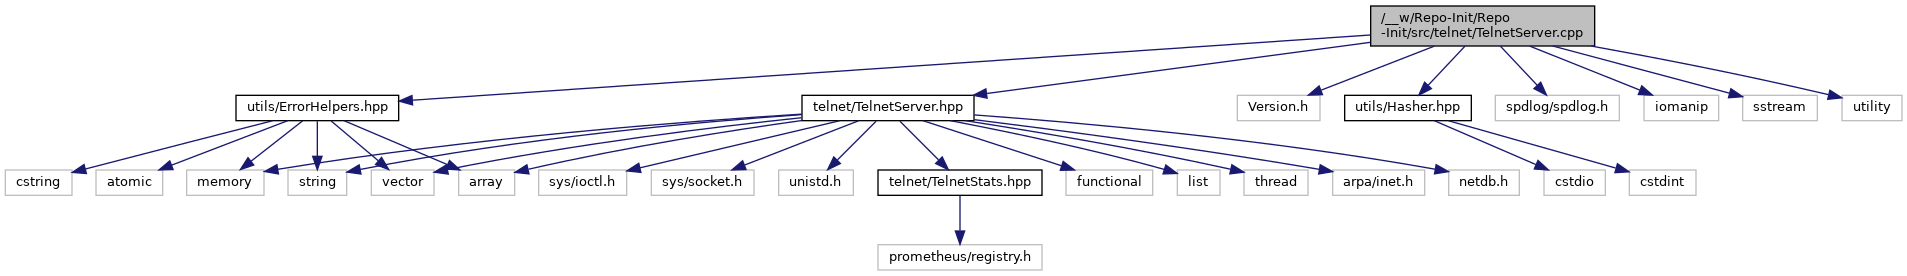 /__w/Repo-Init/Repo
-Init/src/telnet/TelnetServer.cpp
utils/ErrorHelpers.hpp
telnet/TelnetServer.hpp
Version.h
utils/Hasher.hpp
spdlog/spdlog.h
iomanip
sstream
utility
cstring
atomic
memory
string
vector
array
sys/ioctl.h
sys/socket.h
unistd.h
telnet/TelnetStats.hpp
functional
list
thread
arpa/inet.h
netdb.h
cstdio
cstdint
prometheus/registry.h